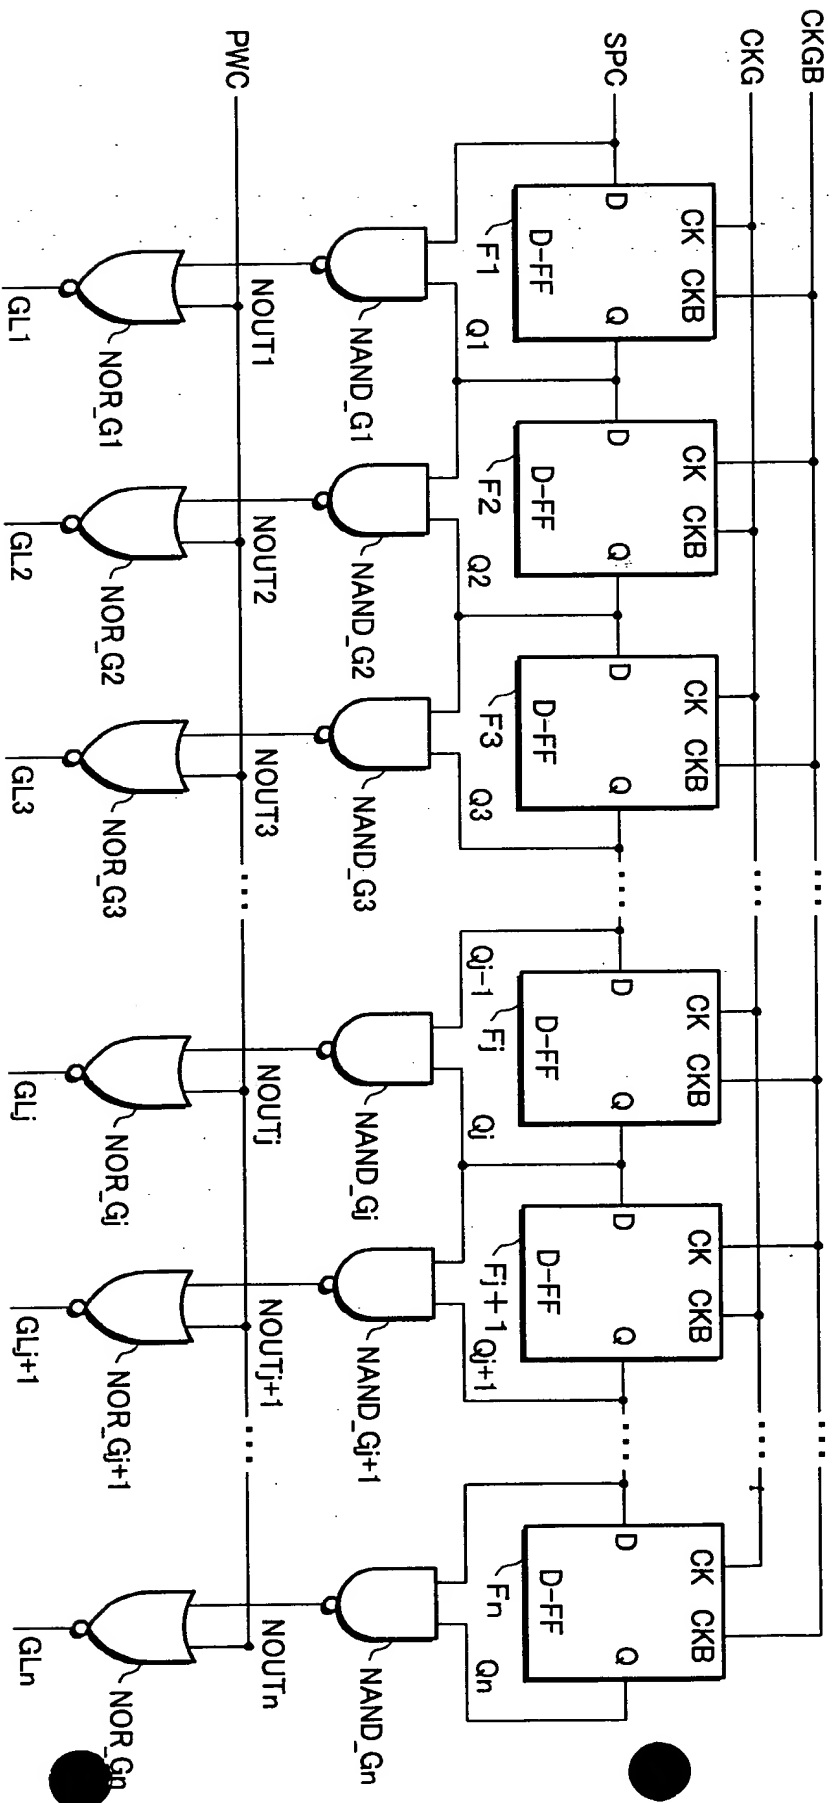 CKGB
CKG
SPC
PWC
CK CKB
D D-FF Q
F1
CK CKB
D D-FF Q
F2
CK CKB
D D-FF Q
F3
CK CKB
D D-FF Q
Fj
CK CKB
D D-FF Q
Fj+1
CK CKB
D D-FF Q
Fn
Q1
Q2
Q3
Qj-1
Qj
Qj+1
Qn
NAND_G1
NAND_G2
NAND_G3
NAND_Gj
NAND_Gj+1
NAND_Gn
NOUT1
NOUT2
NOUT3
NOUTj
NOUTj+1
NOUTn
NOR_G1
NOR_G2
NOR_G3
NOR_Gj
NOR_Gj+1
NOR_Gn
GL1
GL2
GL3
GLj
GLj+1
GLn